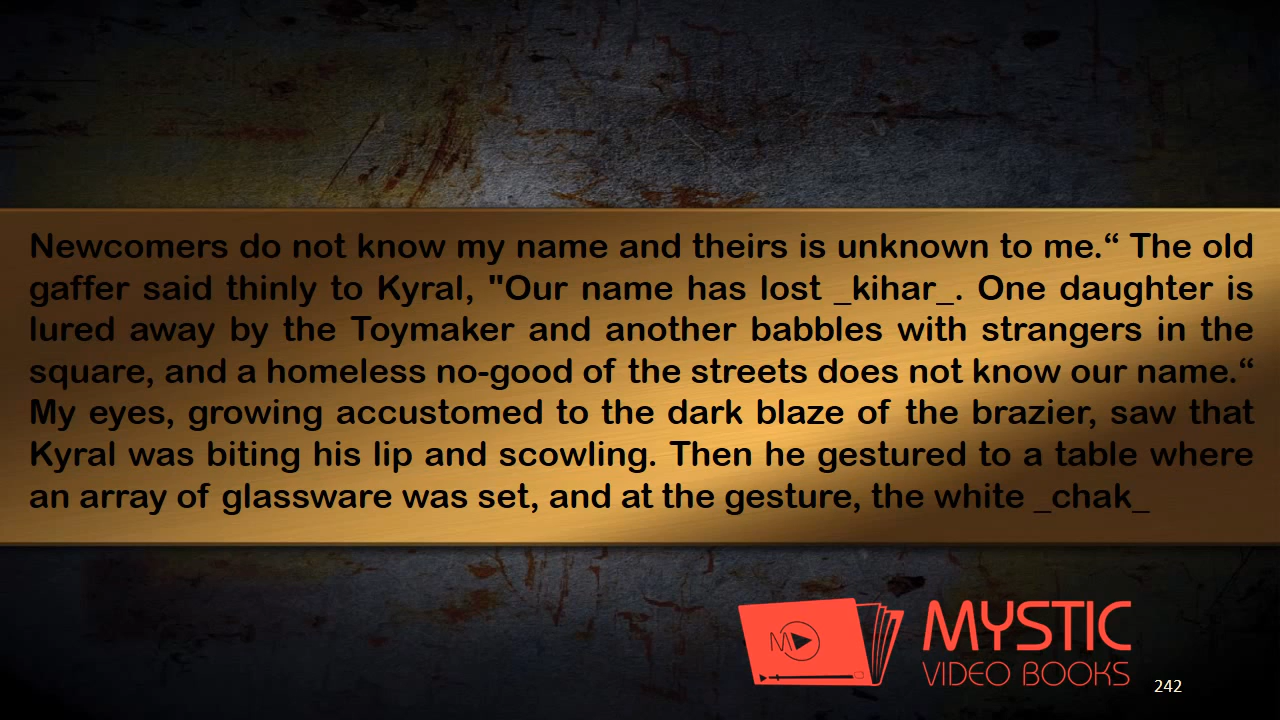 Newcomers do not know my name and theirs is unknown to me.“ The old
gaffer said thinly to Kyral, "Our name has lost _kihar_. One daughter is
lured away by the Toymaker and another babbles with strangers in the
square, and a homeless no-good of the streets does not know our name.“
My eyes, growing accustomed to the dark blaze of the brazier, saw that
Kyral was biting his lip and scowling. Then he gestured to a table where
an array of glassware was set, and at the gesture, the white _chak_
M
MYSTIC
VIDEO BOOKS
242